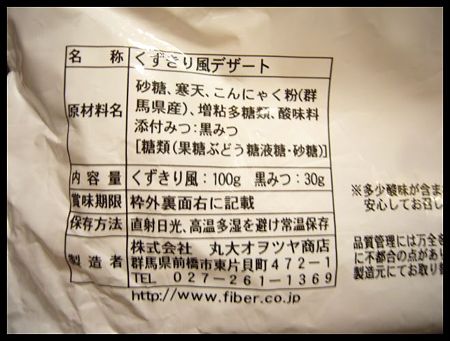 名称 くずきり風デザート
原材料名 砂糖、寒天、こんにゃく粉(群
馬県産)、増粘多糖類、酸味料
添付みつ：黒みつ
[糖類(果糖ぶどう糖液糖・砂糖)]
内容量 くずきり風：100g 黒みつ：30g
賞味期限 枠外裏面右に記載
保存方法 直射日光、高温多湿を避け常温保存
製造者 株式会社 丸大オヅツヤ商店
群馬県前橋市東片貝町472-1
TEL 027-261-1369
http://www.fiber.co.jp
※多少酸味が含ま
安心してお召し
品質管理には万全を
に不都合の点があり
製造元にてお取り替